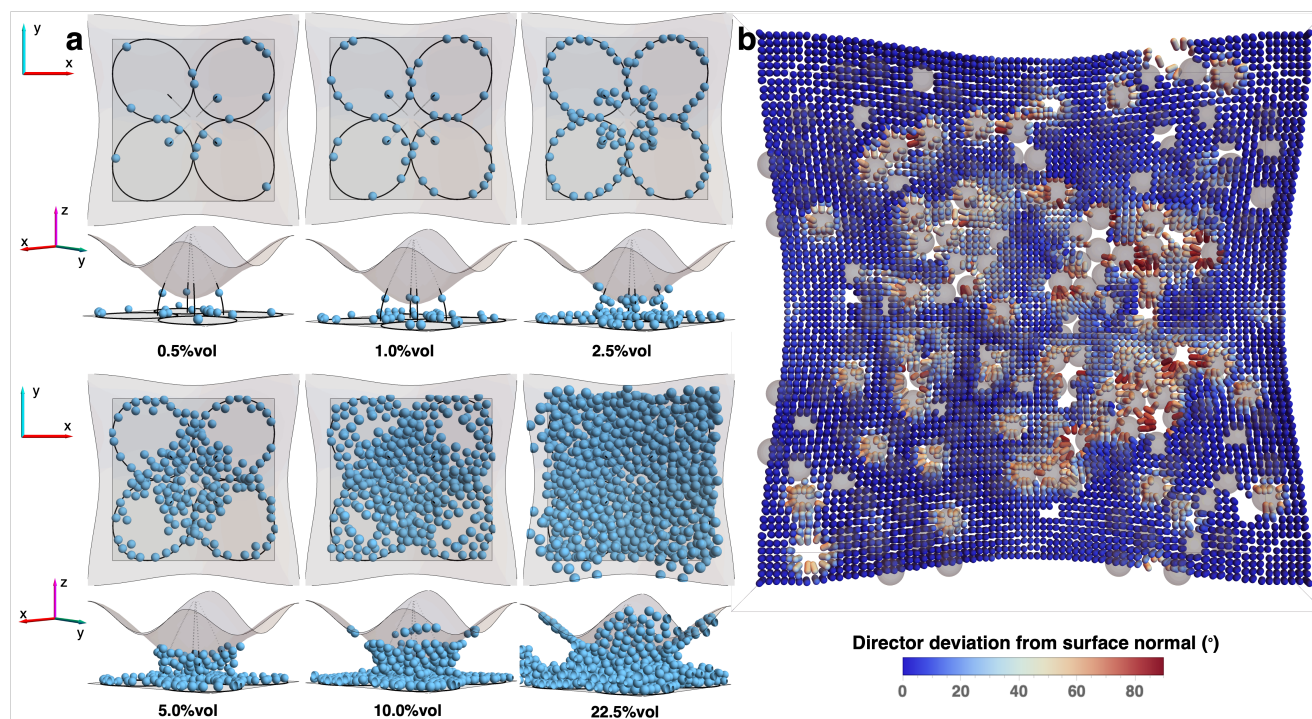 a
b
y
x
z
x
y
0.5%vol
1.0%vol
2.5%vol
y
x
z
x
y
5.0%vol
10.0%vol
22.5%vol
Director deviation from surface normal (°)
0 20 40 60 80